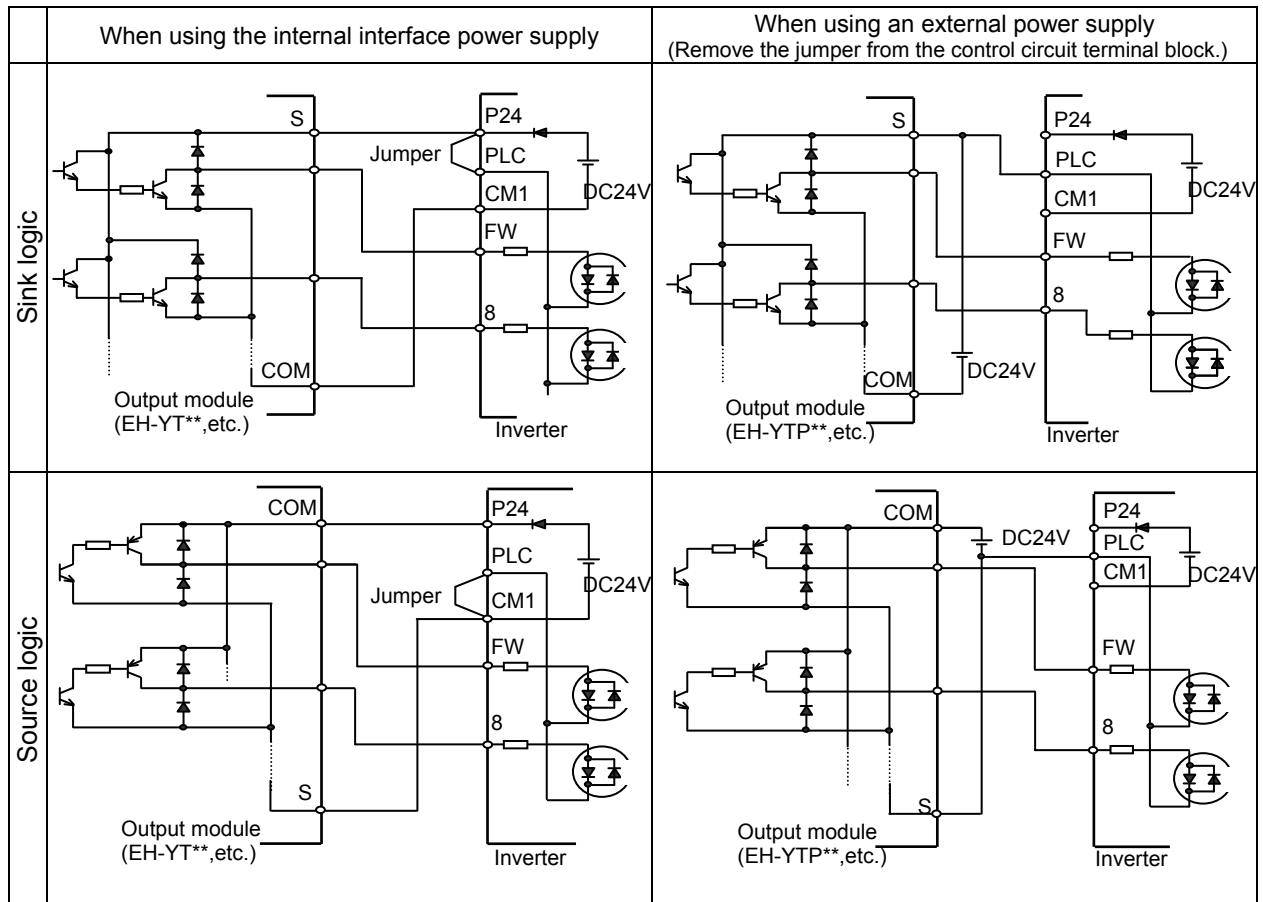 When using the internal interface power supply
When using an external power supply
(Remove the jumper from the control circuit terminal block.)
Sink logic
S
P24
Jumper
PLC
DC24V
CM1
FW
8
COM
Output module
(EH-YT**,etc.)
Inverter
S
P24
PLC
DC24V
CM1
FW
8
DC24V
COM
Output module
(EH-YTP**,etc.)
Inverter
Source logic
COM
P24
PLC
DC24V
Jumper
CM1
FW
8
S
Output module
(EH-YT**,etc.)
Inverter
COM
DC24V
P24
PLC
CM1
DC24V
FW
8
S
Output module
(EH-YTP**,etc.)
Inverter